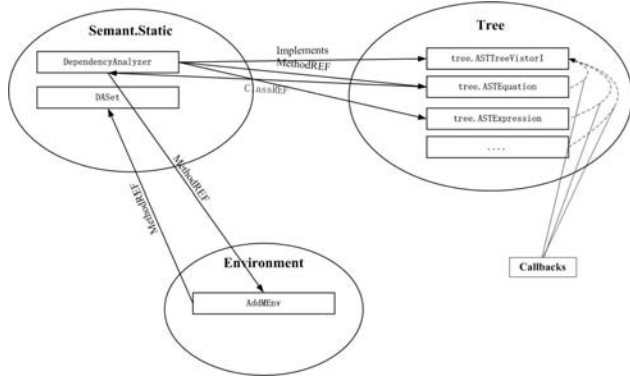 Semant.Static
Tree
DependencyAnalyzer
DASet
Implements
MethodREF
ClassREF
tree.ASTTreeVistorI
tree.ASTEquation
tree.ASTExpression
....
MethodREF
MethodREF
Callbacks
Environment
AddMEnv